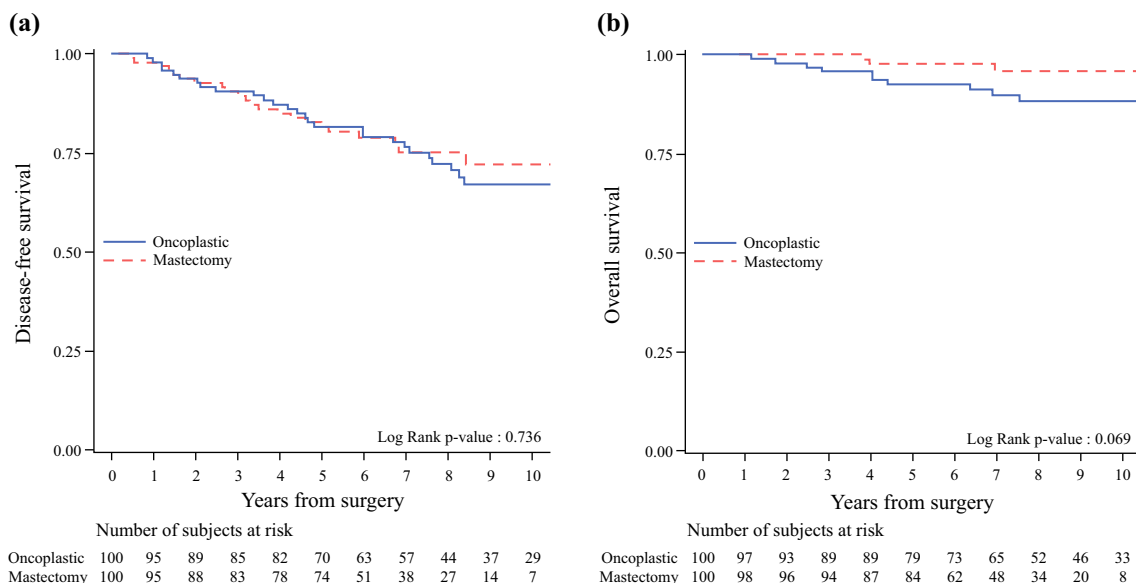 (a)
1.00
0.75
0.50
0.25
0.00
Disease-free survival
Oncoplastic
Mastectomy
Log Rank p-value : 0.736
0 1 2 3 4 5 6 7 8 9 10
Years from surgery
Number of subjects at risk
Oncoplastic 100 95 89 85 82 70 63 57 44 37 29
Mastectomy 100 95 88 83 78 74 51 38 27 14 7
(b)
1.00
0.75
0.50
0.25
0.00
Overall survival
Oncoplastic
Mastectomy
Log Rank p-value : 0.069
0 1 2 3 4 5 6 7 8 9 10
Years from surgery
Number of subjects at risk
Oncoplastic 100 97 93 89 89 79 73 65 52 46 33
Mastectomy 100 98 96 94 87 84 62 48 34 20 8